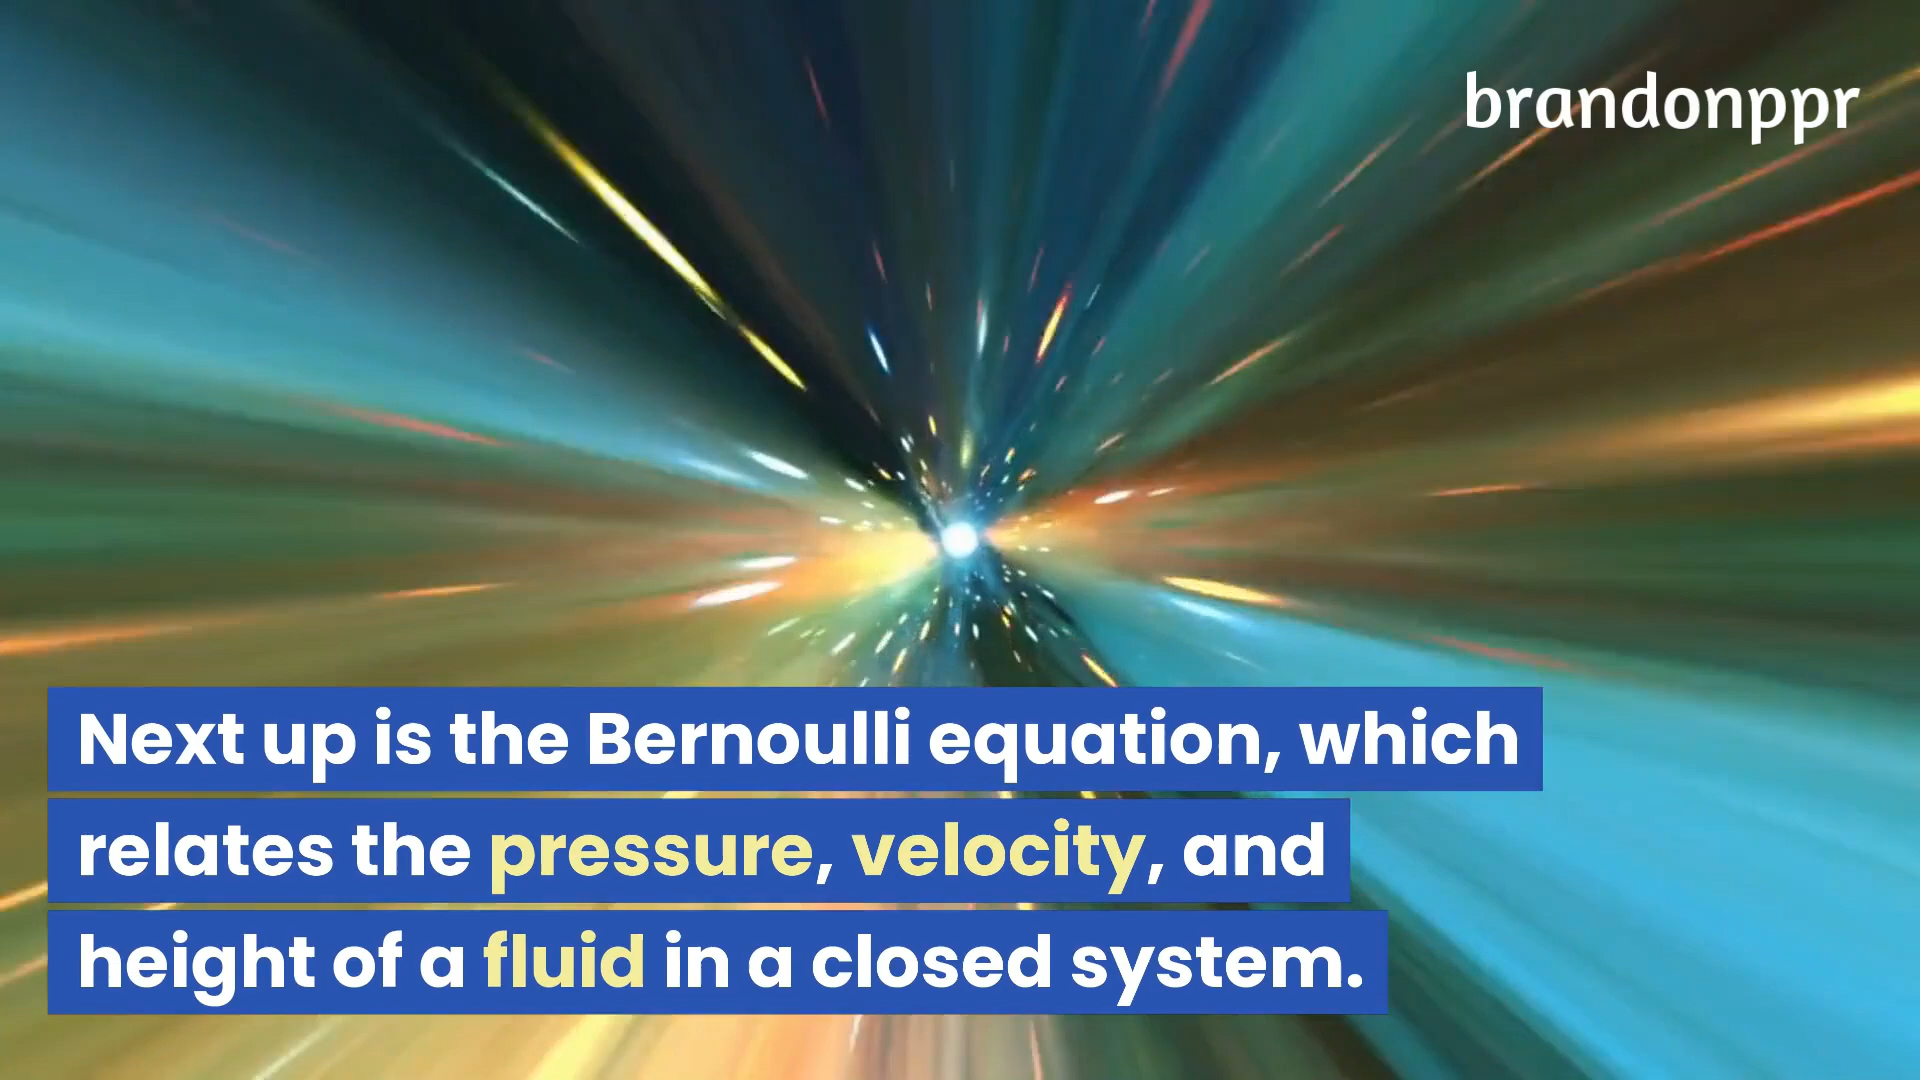 brandonppr
Next up is the Bernoulli equation, which
relates the pressure, velocity, and
height of a fluid in a closed system.